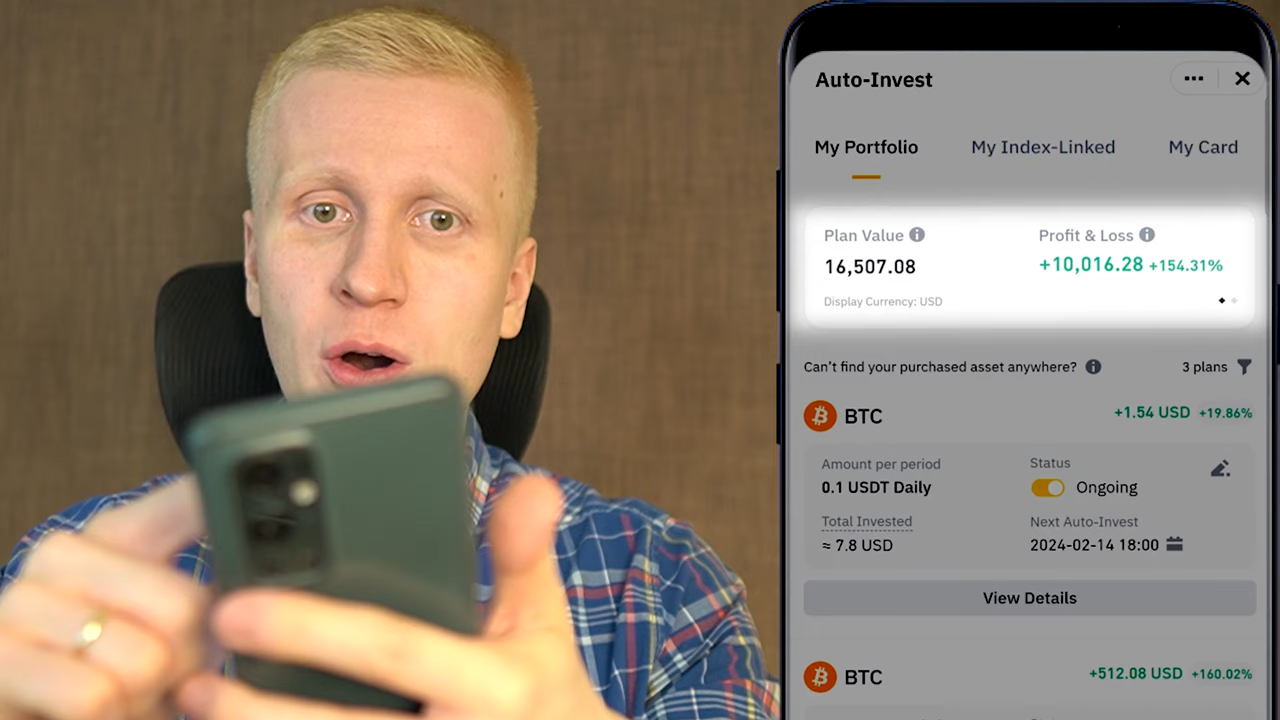 Auto-Invest
My Portfolio My Index-Linked My Card
Plan Value Profit & Loss
16,507.08 +10,016.28 +154.31%
Display Currency: USD
Can't find your purchased asset anywhere? 3 plans
BTC +1.54 USD +19.86%
Amount per period Status
0.1 USDT Daily Ongoing
Total Invested Next Auto-Invest
≈ 7.8 USD 2024-02-14 18:00
View Details
BTC +512.08 USD +160.02%